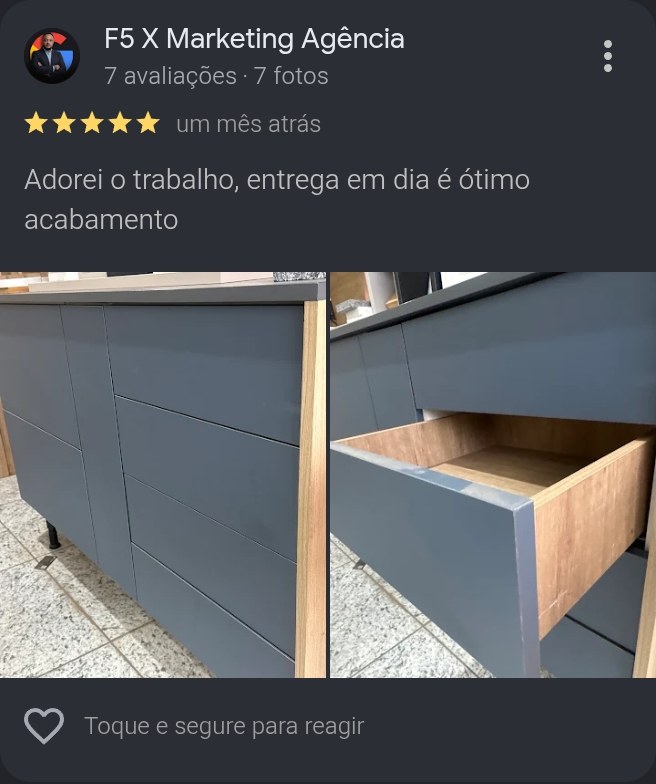 F5 X Marketing Agência
7 avaliações · 7 fotos
um mês atrás
Adorei o trabalho, entrega em dia é ótimo
acabamento
Toque e segure para reagir